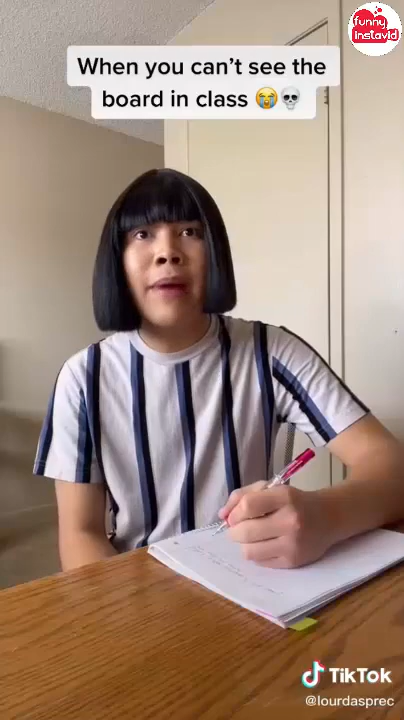 funny
instavid
When you can't see the
board in class 😭💀
TikTok
@lourdasprec